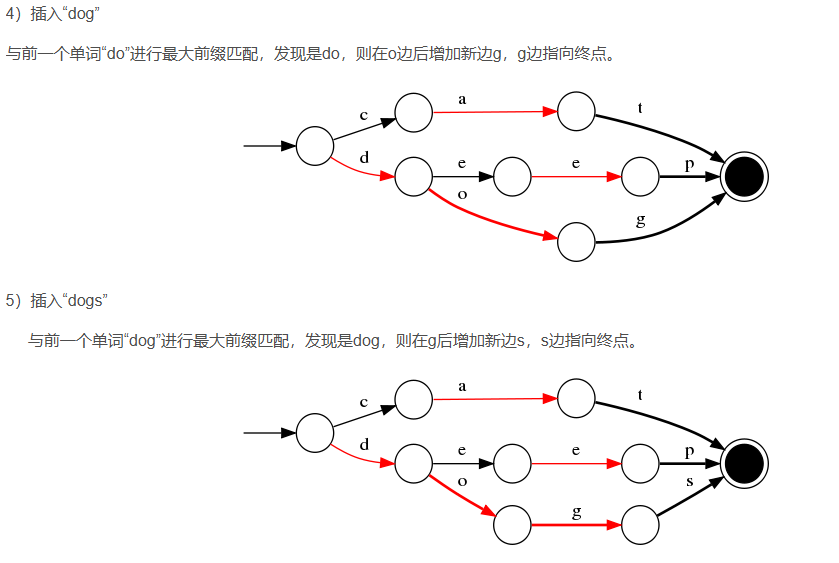 4）插入“dog”
与前一个单词“do”进行最大前缀匹配，发现是do，则在o边后增加新边g，g边指向终点。
c
a
t
d
e
e
p
o
g
5）插入“dogs”
与前一个单词“dog”进行最大前缀匹配，发现是dog，则在g后增加新边s，s边指向终点。
c
a
t
d
e
e
p
o
s
g